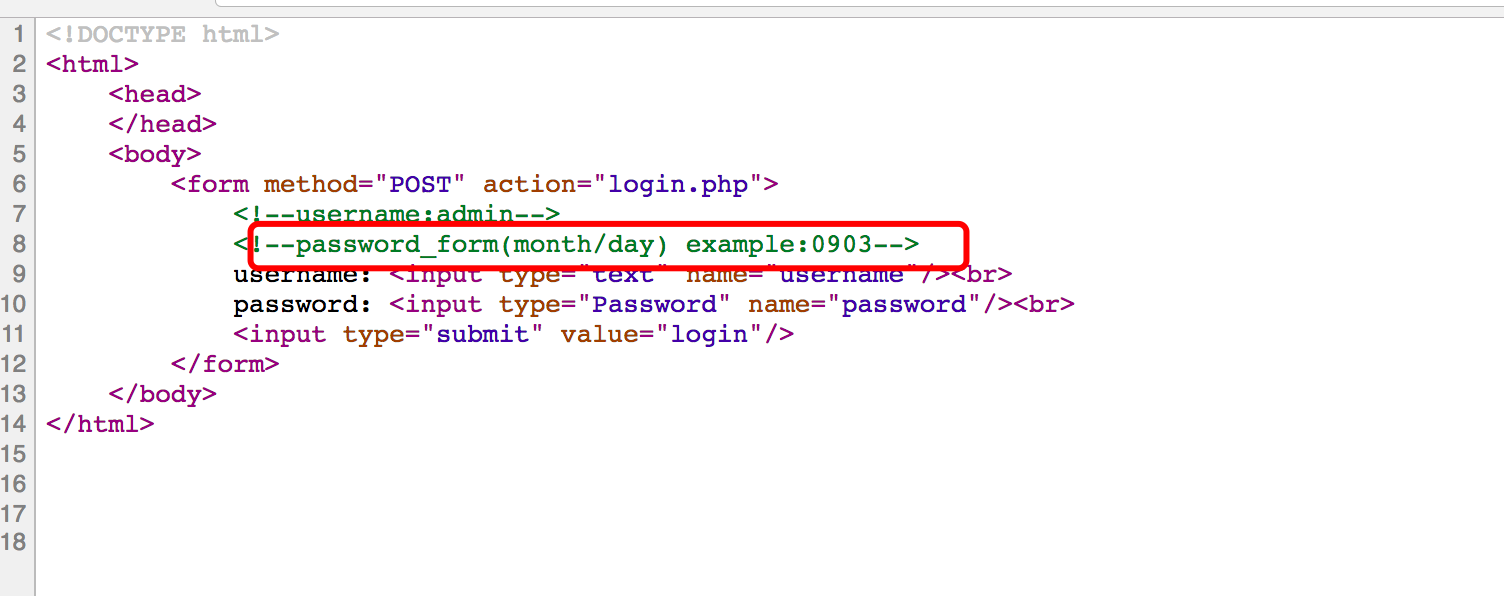 1 <!DOCTYPE html>
2 <html>
3 <head>
4 </head>
5 <body>
6 <form method="POST" action="login.php">
7 <!--username:admin-->
8 <!--password_form(month/day) example:0903-->
9 username: <input type="text" name="username"/><br>
10 password: <input type="Password" name="password"/><br>
11 <input type="submit" value="login"/>
12 </form>
13 </body>
14 </html>
15
16
17
18